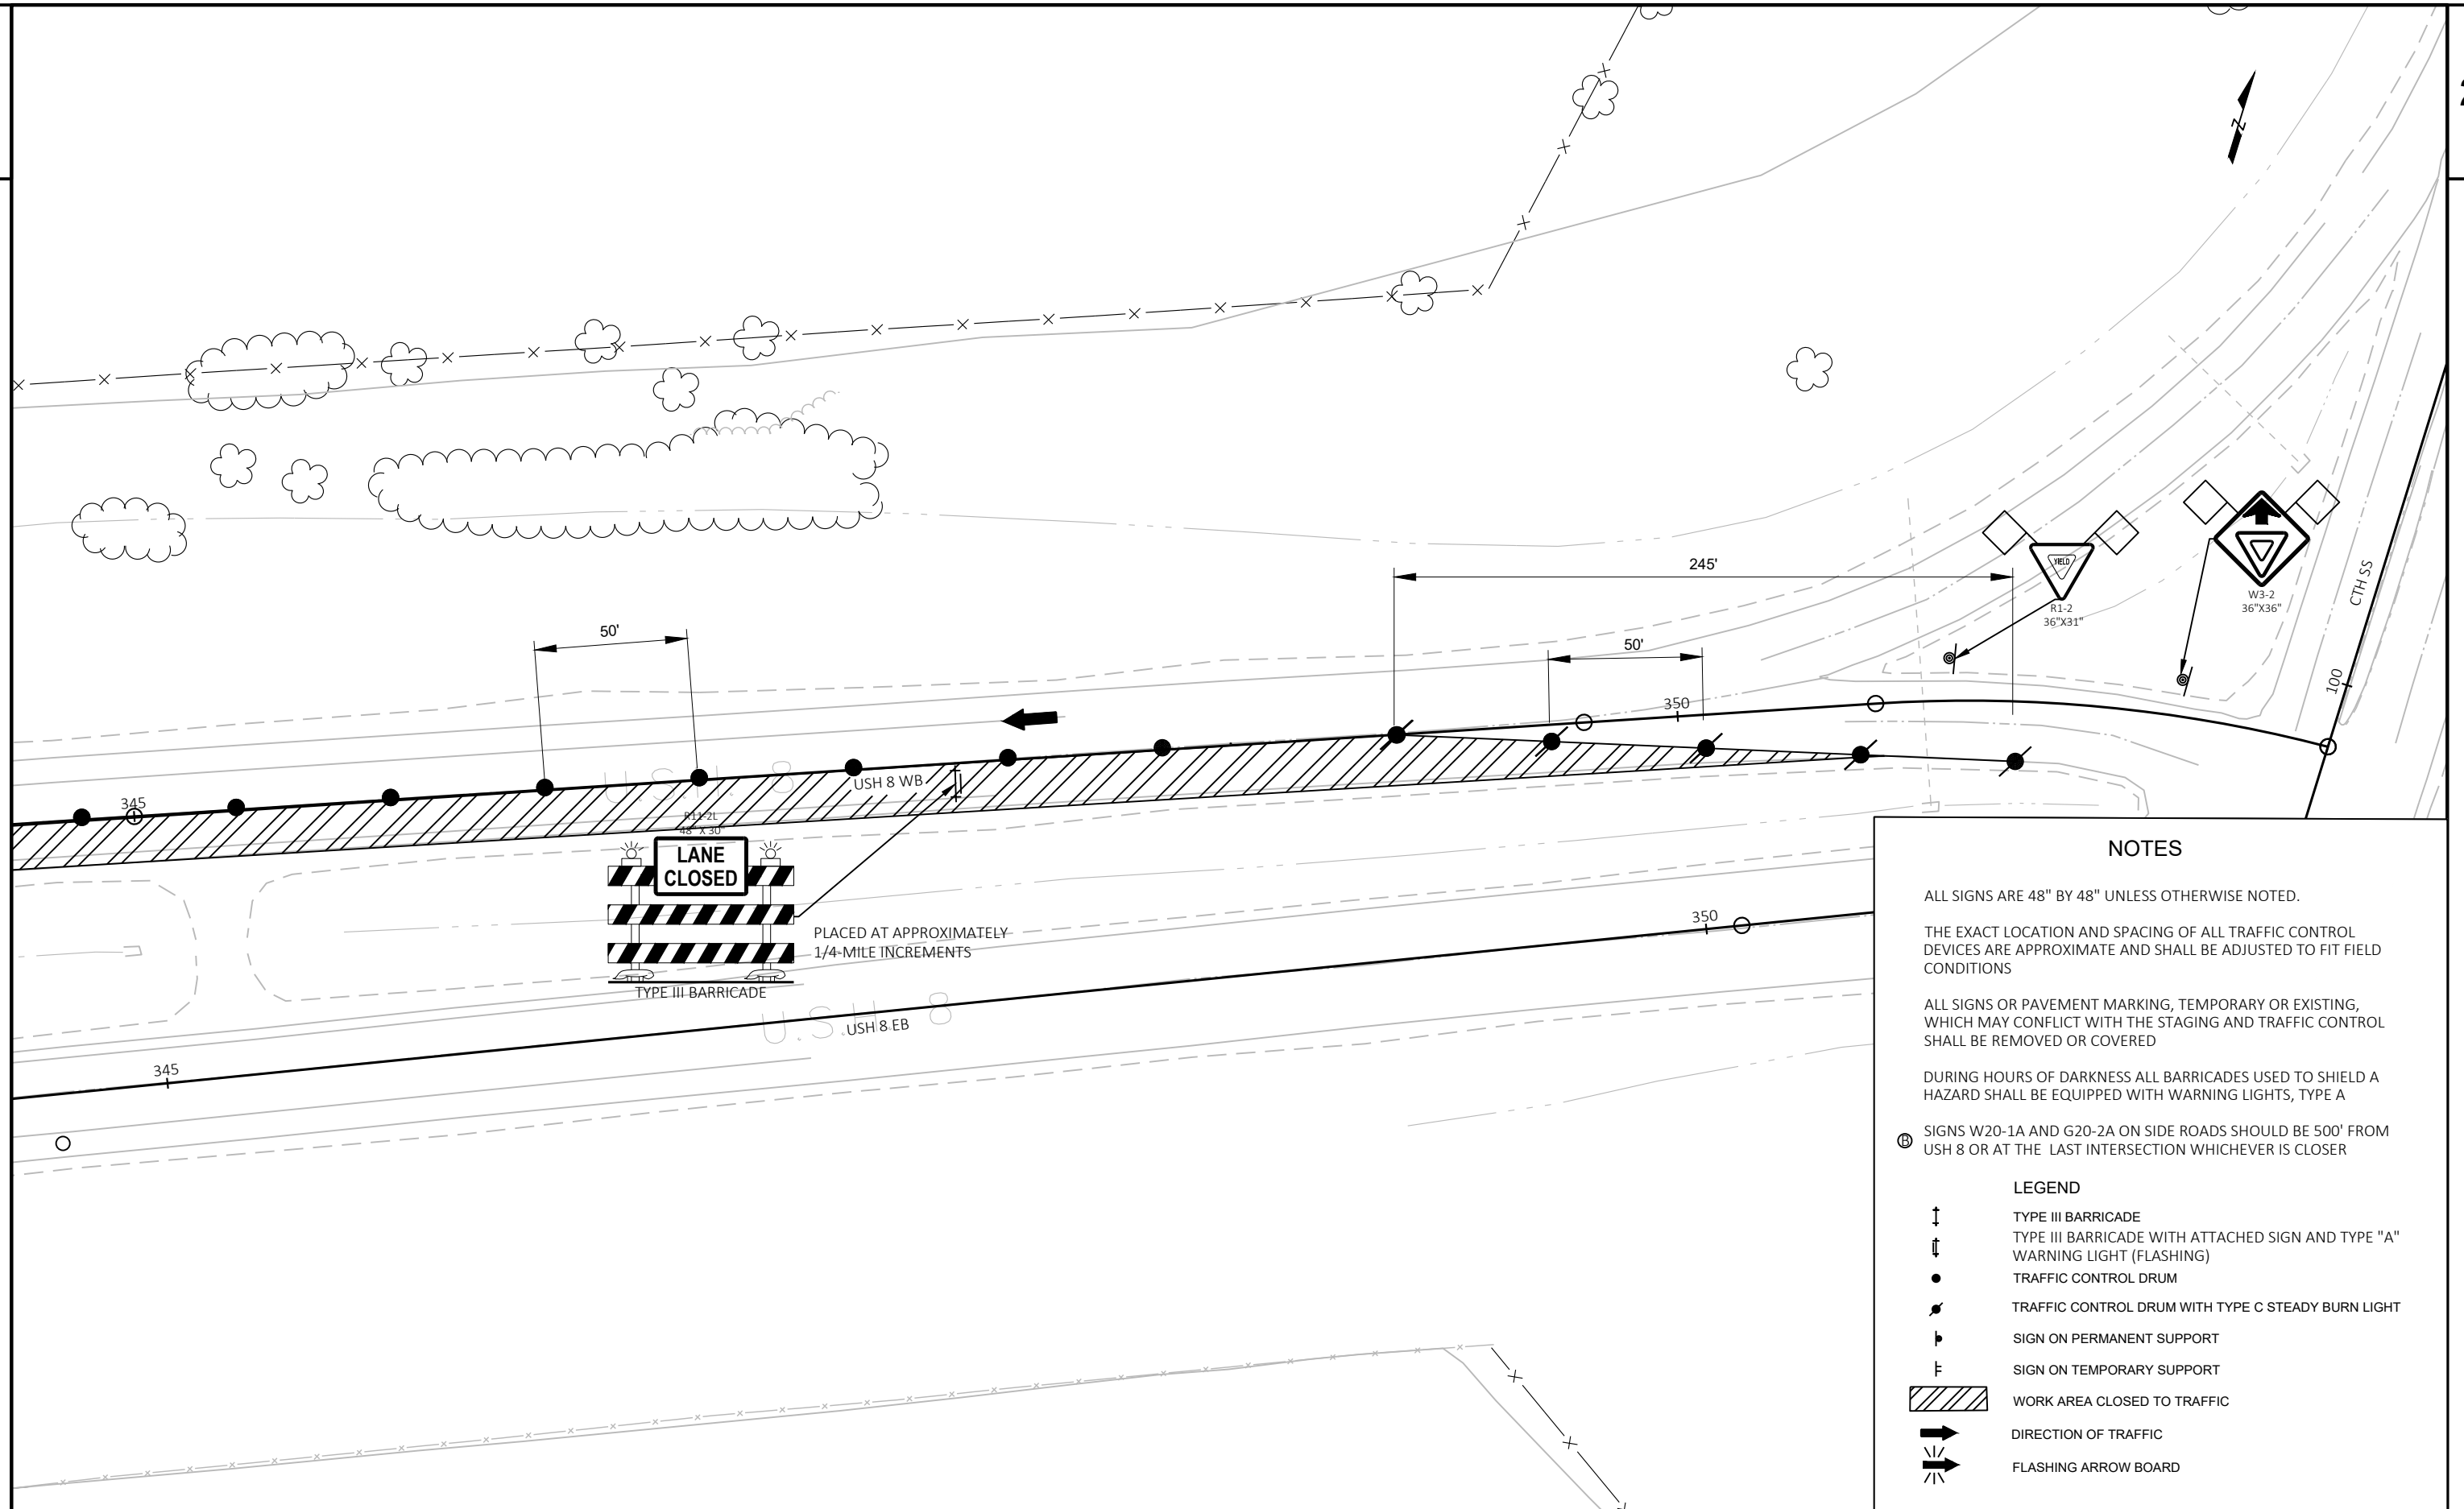 N
245'
50'
50'
YIELD
R1-2
36"X31"
W3-2
36"X36"
CTH SS
100
350
345
U.S.H. 8
USH 8 WB
R11-2L
48" X 30"
LANE
CLOSED
PLACED AT APPROXIMATELY
1/4-MILE INCREMENTS
TYPE III BARRICADE
350
U.S.H. 8
USH 8 EB
345
NOTES
ALL SIGNS ARE 48" BY 48" UNLESS OTHERWISE NOTED.
THE EXACT LOCATION AND SPACING OF ALL TRAFFIC CONTROL
DEVICES ARE APPROXIMATE AND SHALL BE ADJUSTED TO FIT FIELD
CONDITIONS
ALL SIGNS OR PAVEMENT MARKING, TEMPORARY OR EXISTING,
WHICH MAY CONFLICT WITH THE STAGING AND TRAFFIC CONTROL
SHALL BE REMOVED OR COVERED
DURING HOURS OF DARKNESS ALL BARRICADES USED TO SHIELD A
HAZARD SHALL BE EQUIPPED WITH WARNING LIGHTS, TYPE A
B SIGNS W20-1A AND G20-2A ON SIDE ROADS SHOULD BE 500' FROM
USH 8 OR AT THE LAST INTERSECTION WHICHEVER IS CLOSER
LEGEND
TYPE III BARRICADE
TYPE III BARRICADE WITH ATTACHED SIGN AND TYPE "A"
WARNING LIGHT (FLASHING)
TRAFFIC CONTROL DRUM
TRAFFIC CONTROL DRUM WITH TYPE C STEADY BURN LIGHT
SIGN ON PERMANENT SUPPORT
SIGN ON TEMPORARY SUPPORT
WORK AREA CLOSED TO TRAFFIC
DIRECTION OF TRAFFIC
FLASHING ARROW BOARD